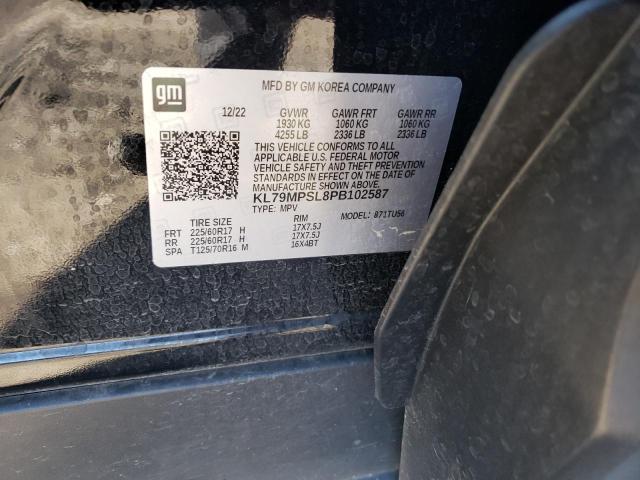 gm
MFD BY GM KOREA COMPANY
12/22 GVWR GAWR FRT GAWR RR
1930 KG 1060 KG 1060 KG
4255 LB 2336 LB 2336 LB
THIS VEHICLE CONFORMS TO ALL
APPLICABLE U.S. FEDERAL MOTOR
VEHICLE SAFETY AND THEFT PREVENTION
STANDARDS IN EFFECT ON THE DATE OF
MANUFACTURE SHOWN ABOVE.
KL79MPSL8PB102587
TYPE: MPV MODEL: 871TU56
TIRE SIZE RIM
FRT 225/60R17 H 17X7.5J
RR 225/60R17 H 17X7.5J
SPA T125/70R16 M 16X4BT